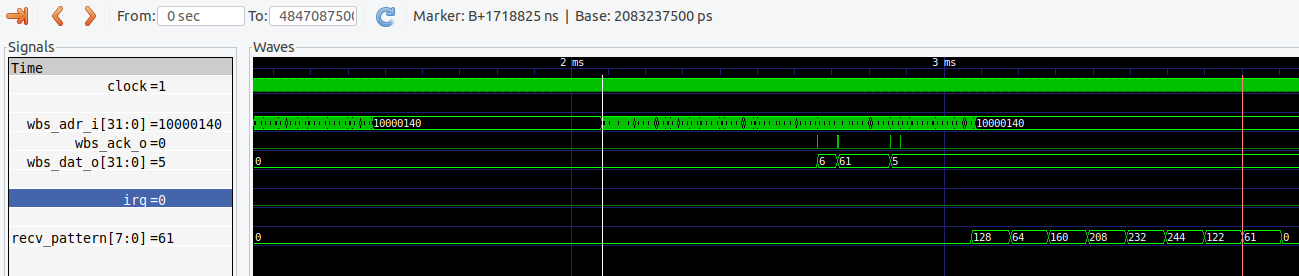 From: 0 sec To: 4847087500 Marker: B+1718825 ns | Base: 2083237500 ps
Signals Waves
Time 2 ms 3 ms
clock=1
wbs_adr_i[31:0]=10000140 10000140 10000140
wbs_ack_o=0
wbs_dat_o[31:0]=5 0 6 61 5
irq=0
recv_pattern[7:0]=61 0 128 64 160 208 232 244 122 61 0